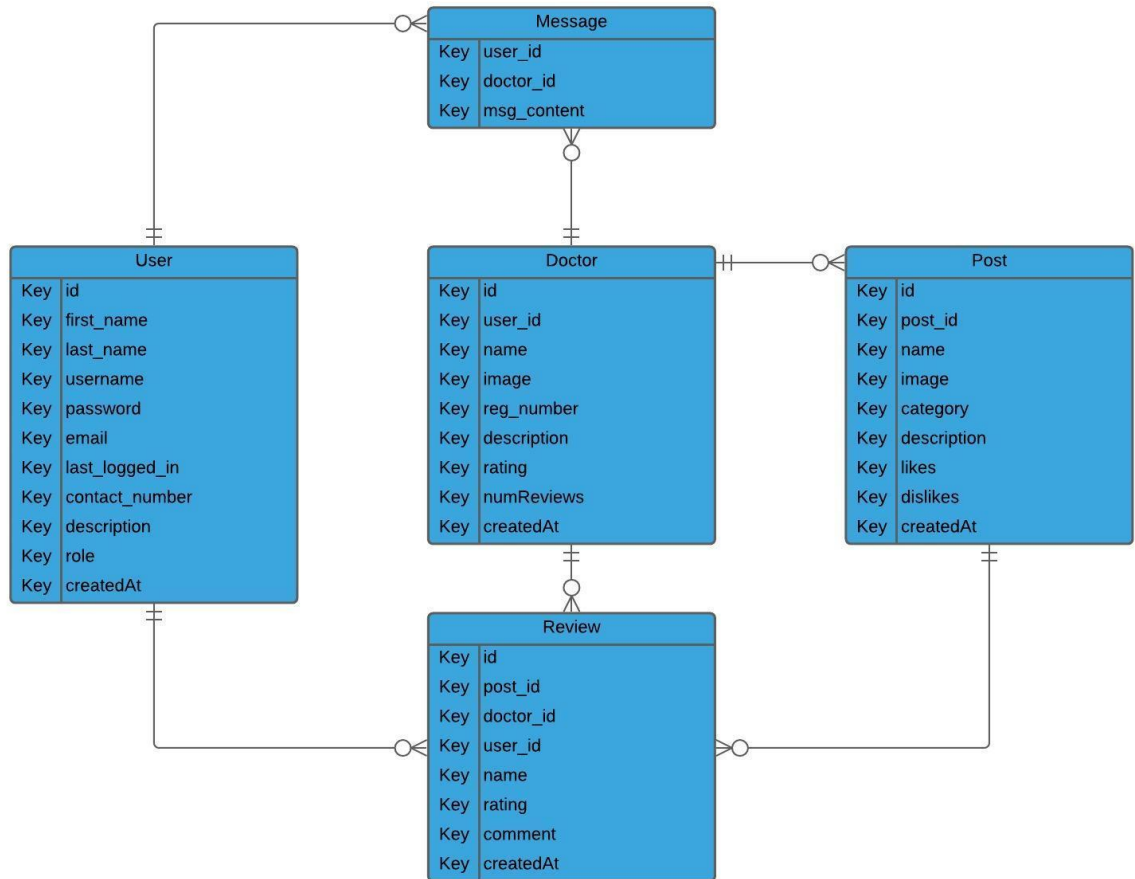 Message
Key user_id
Key doctor_id
Key msg_content
User
Key id
Key first_name
Key last_name
Key username
Key password
Key email
Key last_logged_in
Key contact_number
Key description
Key role
Key createdAt
Doctor
Key id
Key user_id
Key name
Key image
Key reg_number
Key description
Key rating
Key numReviews
Key createdAt
Post
Key id
Key post_id
Key name
Key image
Key category
Key description
Key likes
Key dislikes
Key createdAt
Review
Key id
Key post_id
Key doctor_id
Key user_id
Key name
Key rating
Key comment
Key createdAt